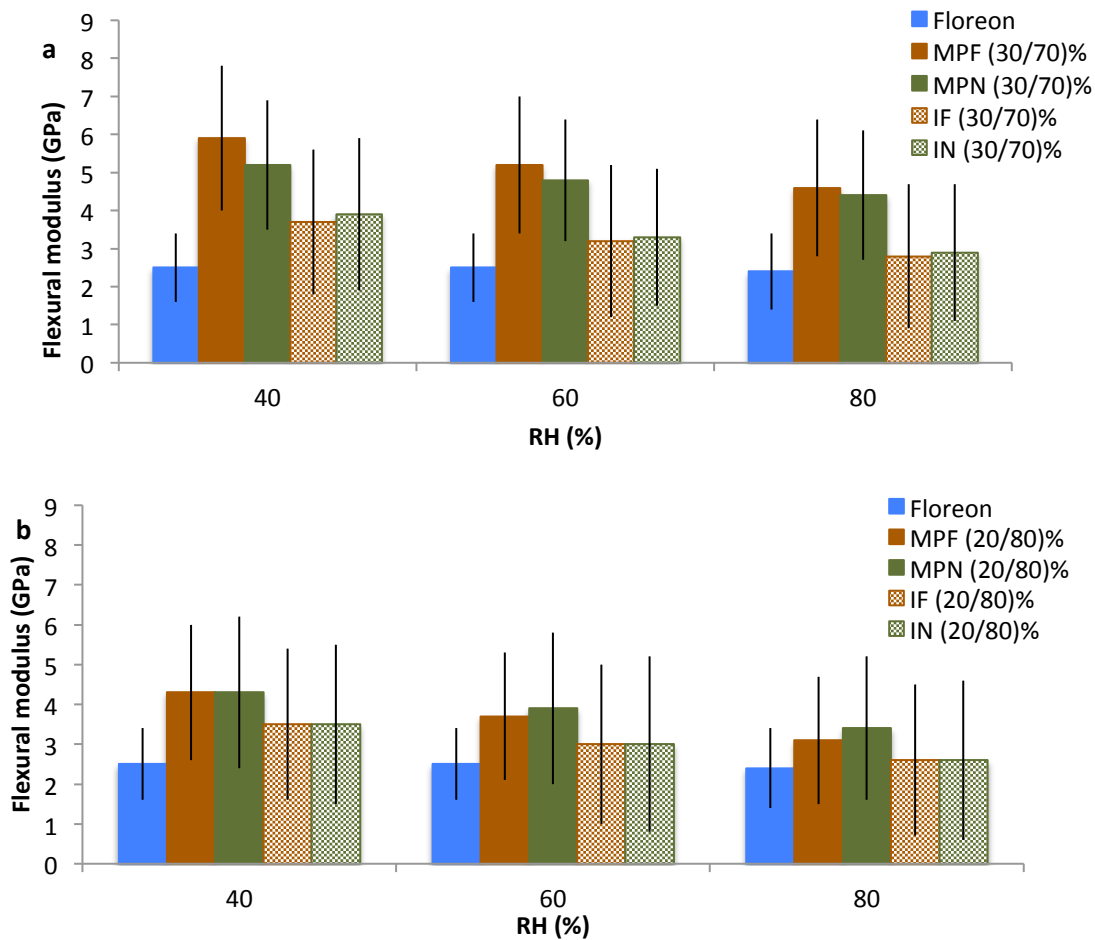 a
Flexural modulus (GPa)
9
8
7
6
5
4
3
2
1
0
40
60
80
RH (%)
Floreon
MPF (30/70)%
MPN (30/70)%
IF (30/70)%
IN (30/70)%
b
Flexural modulus (GPa)
9
8
7
6
5
4
3
2
1
0
40
60
80
RH (%)
Floreon
MPF (20/80)%
MPN (20/80)%
IF (20/80)%
IN (20/80)%